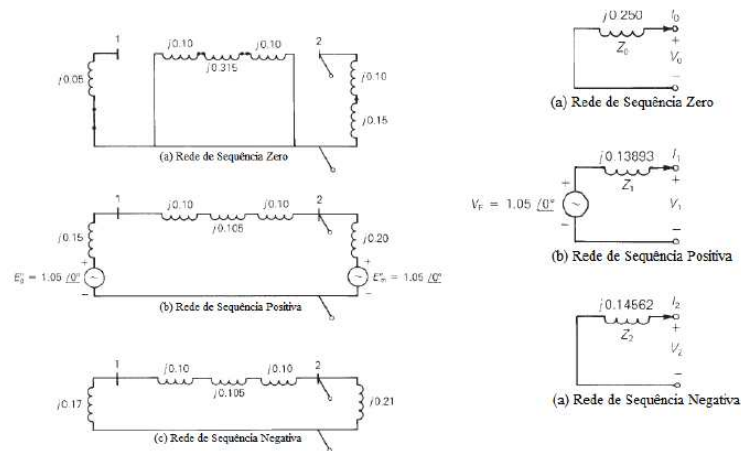 1
j0.10
j0.10
j0.315
2
j0.05
j0.10
j0.15
(a) Rede de Sequência Zero
1
j0.10
j0.10
j0.105
2
j0.15
j0.20
E"g = 1.05 /0°
E"m = 1.05 /0°
(b) Rede de Sequência Positiva
1
j0.10
j0.10
j0.105
2
j0.17
j0.21
(c) Rede de Sequência Negativa
j0.250
I0
Z0
+
V0
−
(a) Rede de Sequência Zero
j0.13893
I1
Z1
+
VF = 1.05 /0°
V1
−
(b) Rede de Sequência Positiva
j0.14562
I2
Z2
+
V2
−
(a) Rede de Sequência Negativa